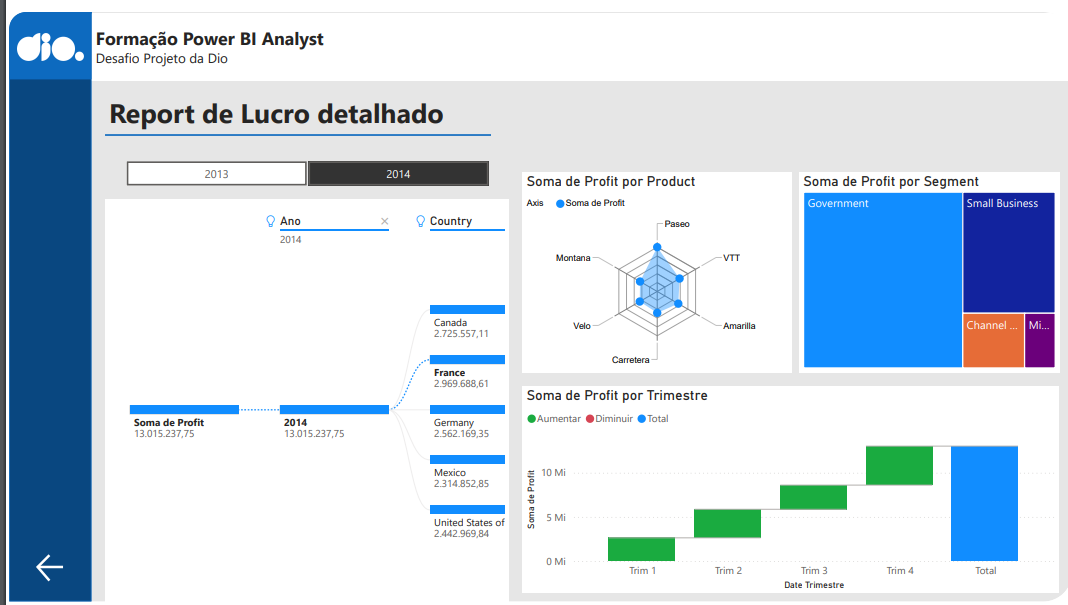 dio.
Formação Power BI Analyst
Desafio Projeto da Dio
Report de Lucro detalhado
2013
2014
Ano
2014
Country
Soma de Profit
13.015.237,75
2014
13.015.237,75
Canada
2.725.557,11
France
2.969.688,61
Germany
2.562.169,35
Mexico
2.314.852,85
United States of
2.442.969,84
Soma de Profit por Product
Axis Soma de Profit
Paseo
Montana
VTT
Velo
Amarilla
Carretera
Soma de Profit por Segment
Government
Small Business
Channel ...
Mi...
Soma de Profit por Trimestre
Aumentar Diminuir Total
Soma de Profit
10 Mi
5 Mi
0 Mi
Trim 1 Trim 2 Trim 3 Trim 4 Total
Date Trimestre